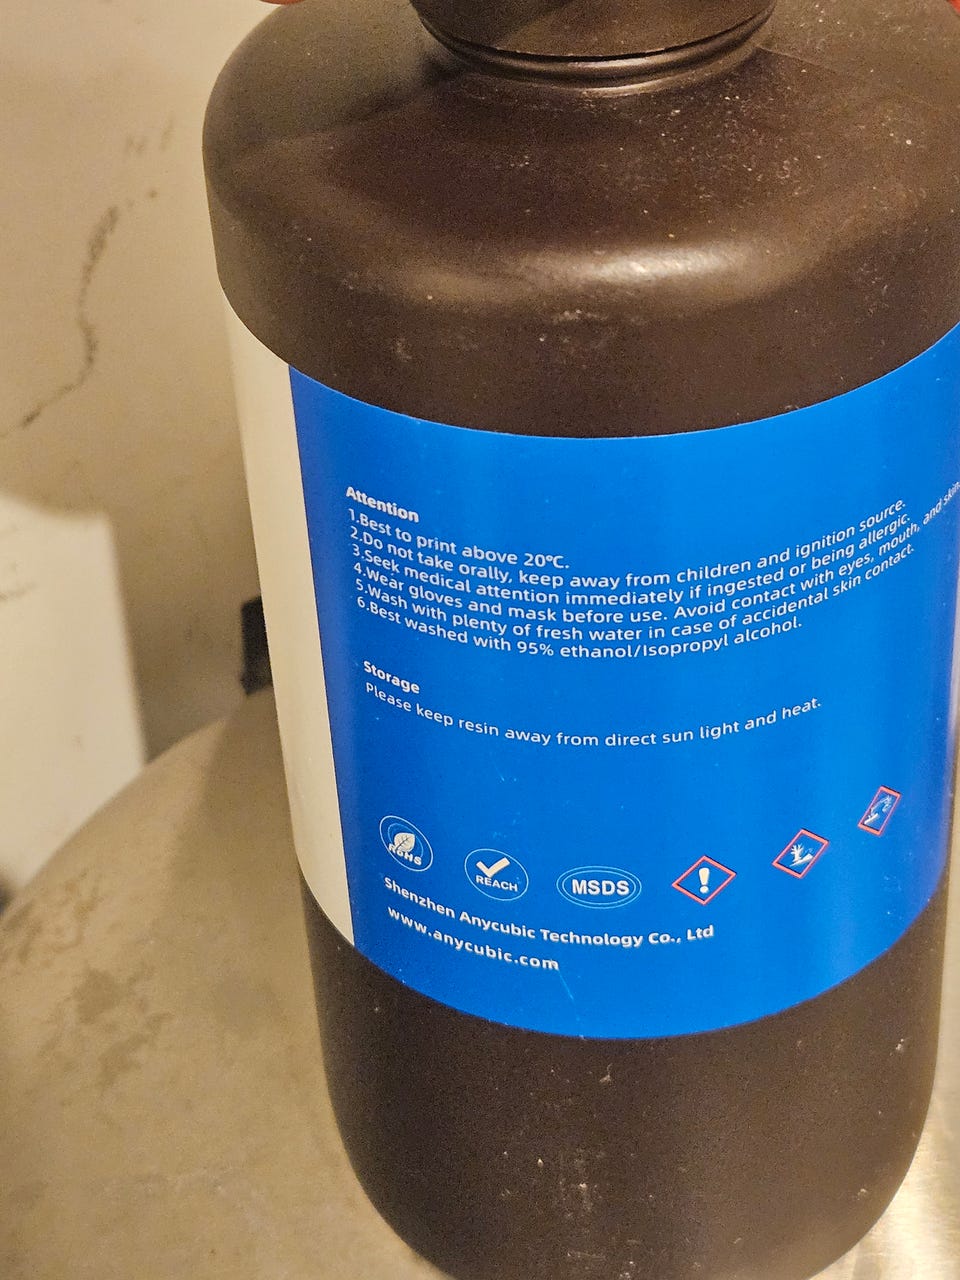 Attention
1.Best to print above 20℃.
2.Do not take orally, keep away from children and ignition source.
3.Seek medical attention immediately if ingested or being allergic.
4.Wear gloves and mask before use. Avoid contact with eyes, mouth, and skin
5.Wash with plenty of fresh water in case of accidental skin contact.
6.Best washed with 95% ethanol/Isopropyl alcohol.
Storage
Please keep resin away from direct sun light and heat.
RoHS
REACH
MSDS
Shenzhen Anycubic Technology Co., Ltd
www.anycubic.com